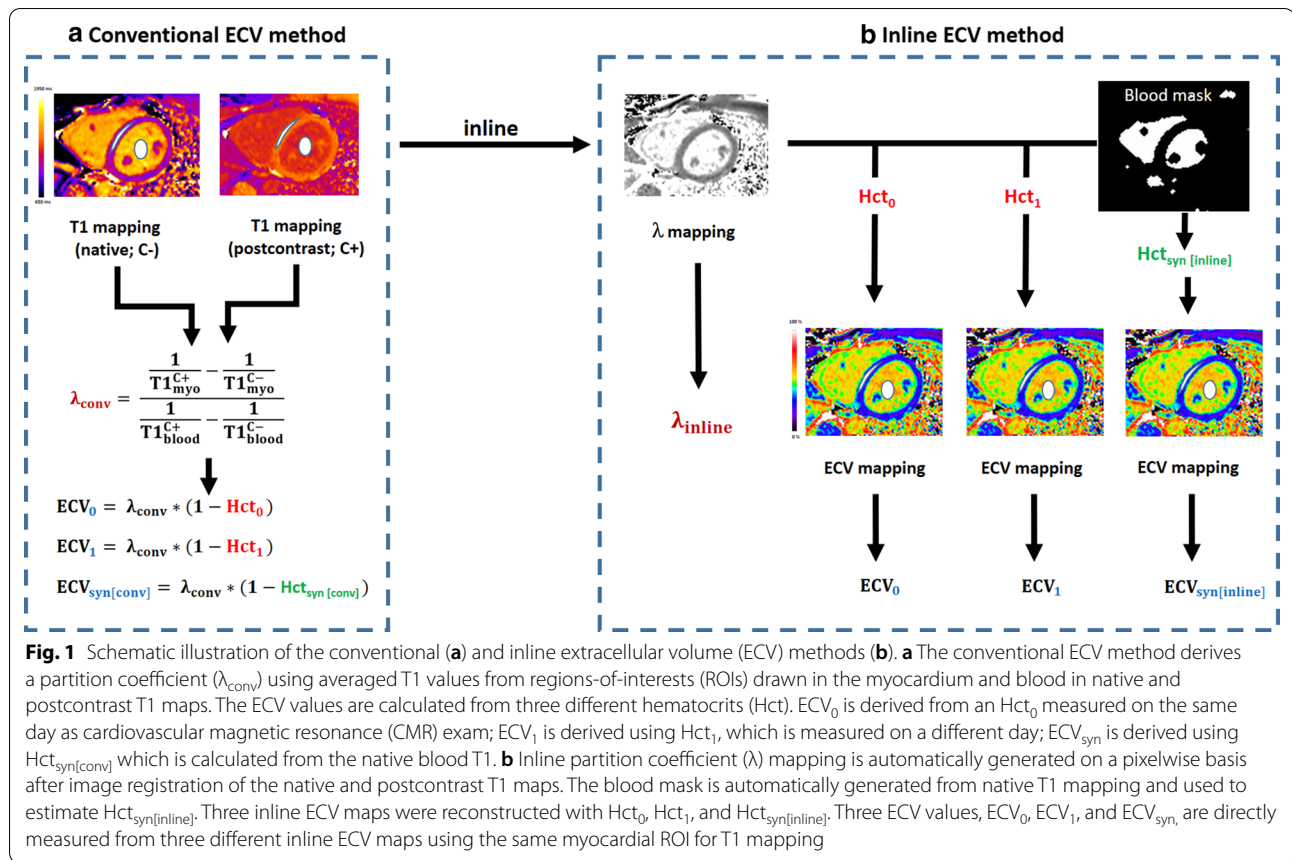 a Conventional ECV method
b Inline ECV method
1950 ms
650 ms
T1 mapping
(native; C-)
T1 mapping
(postcontrast; C+)
λconv = (1/T1myo^C+ − 1/T1myo^C-) / (1/T1blood^C+ − 1/T1blood^C-)
ECV0 = λconv * (1 − Hct0)
ECV1 = λconv * (1 − Hct1)
ECVsyn[conv] = λconv * (1 − Hctsyn [conv])
inline
λ mapping
λinline
Hct0
Hct1
Blood mask
Hctsyn [inline]
100 %
0 %
ECV mapping
ECV mapping
ECV mapping
ECV0
ECV1
ECVsyn[inline]
Fig. 1 Schematic illustration of the conventional (a) and inline extracellular volume (ECV) methods (b). a The conventional ECV method derives
a partition coefficient (λconv) using averaged T1 values from regions-of-interests (ROIs) drawn in the myocardium and blood in native and
postcontrast T1 maps. The ECV values are calculated from three different hematocrits (Hct). ECV0 is derived from an Hct0 measured on the same
day as cardiovascular magnetic resonance (CMR) exam; ECV1 is derived using Hct1, which is measured on a different day; ECVsyn is derived using
Hctsyn[conv] which is calculated from the native blood T1. b Inline partition coefficient (λ) mapping is automatically generated on a pixelwise basis
after image registration of the native and postcontrast T1 maps. The blood mask is automatically generated from native T1 mapping and used to
estimate Hctsyn[inline]. Three inline ECV maps were reconstructed with Hct0, Hct1, and Hctsyn[inline]. Three ECV values, ECV0, ECV1, and ECVsyn, are directly
measured from three different inline ECV maps using the same myocardial ROI for T1 mapping